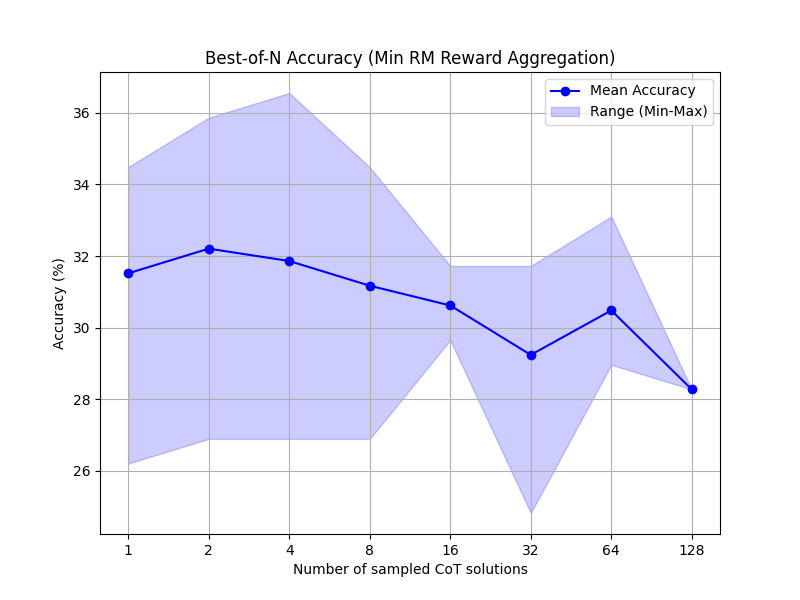 Best-of-N Accuracy (Min RM Reward Aggregation)
Mean Accuracy
Range (Min-Max)
Accuracy (%)
36
34
32
30
28
26
1 2 4 8 16 32 64 128
Number of sampled CoT solutions